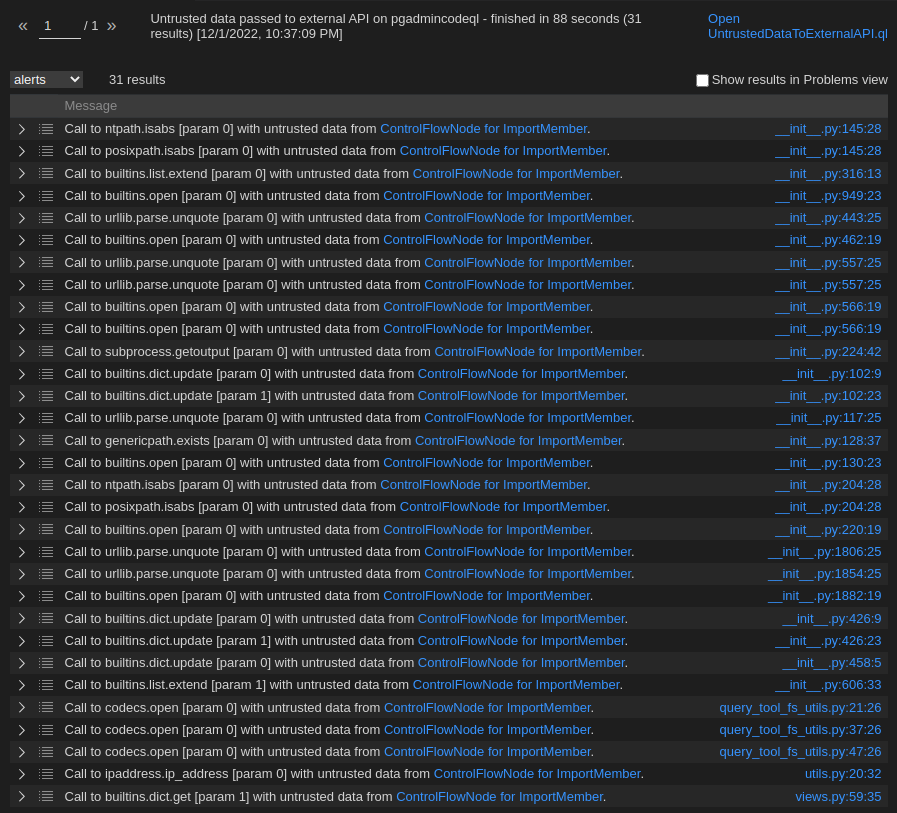 « 1 / 1 » Untrusted data passed to external API on pgadmincodeql - finished in 88 seconds (31 Open
results) [12/1/2022, 10:37:09 PM] UntrustedDataToExternalAPI.ql
alerts 31 results Show results in Problems view
Message
Call to ntpath.isabs [param 0] with untrusted data from ControlFlowNode for ImportMember. __init__.py:145:28
Call to posixpath.isabs [param 0] with untrusted data from ControlFlowNode for ImportMember. __init__.py:145:28
Call to builtins.list.extend [param 0] with untrusted data from ControlFlowNode for ImportMember. __init__.py:316:13
Call to builtins.open [param 0] with untrusted data from ControlFlowNode for ImportMember. __init__.py:949:23
Call to urllib.parse.unquote [param 0] with untrusted data from ControlFlowNode for ImportMember. __init__.py:443:25
Call to builtins.open [param 0] with untrusted data from ControlFlowNode for ImportMember. __init__.py:462:19
Call to urllib.parse.unquote [param 0] with untrusted data from ControlFlowNode for ImportMember. __init__.py:557:25
Call to urllib.parse.unquote [param 0] with untrusted data from ControlFlowNode for ImportMember. __init__.py:557:25
Call to builtins.open [param 0] with untrusted data from ControlFlowNode for ImportMember. __init__.py:566:19
Call to builtins.open [param 0] with untrusted data from ControlFlowNode for ImportMember. __init__.py:566:19
Call to subprocess.getoutput [param 0] with untrusted data from ControlFlowNode for ImportMember. __init__.py:224:42
Call to builtins.dict.update [param 0] with untrusted data from ControlFlowNode for ImportMember. __init__.py:102:9
Call to builtins.dict.update [param 1] with untrusted data from ControlFlowNode for ImportMember. __init__.py:102:23
Call to urllib.parse.unquote [param 0] with untrusted data from ControlFlowNode for ImportMember. __init__.py:117:25
Call to genericpath.exists [param 0] with untrusted data from ControlFlowNode for ImportMember. __init__.py:128:37
Call to builtins.open [param 0] with untrusted data from ControlFlowNode for ImportMember. __init__.py:130:23
Call to ntpath.isabs [param 0] with untrusted data from ControlFlowNode for ImportMember. __init__.py:204:28
Call to posixpath.isabs [param 0] with untrusted data from ControlFlowNode for ImportMember. __init__.py:204:28
Call to builtins.open [param 0] with untrusted data from ControlFlowNode for ImportMember. __init__.py:220:19
Call to urllib.parse.unquote [param 0] with untrusted data from ControlFlowNode for ImportMember. __init__.py:1806:25
Call to urllib.parse.unquote [param 0] with untrusted data from ControlFlowNode for ImportMember. __init__.py:1854:25
Call to builtins.open [param 0] with untrusted data from ControlFlowNode for ImportMember. __init__.py:1882:19
Call to builtins.dict.update [param 0] with untrusted data from ControlFlowNode for ImportMember. __init__.py:426:9
Call to builtins.dict.update [param 1] with untrusted data from ControlFlowNode for ImportMember. __init__.py:426:23
Call to builtins.dict.update [param 0] with untrusted data from ControlFlowNode for ImportMember. __init__.py:458:5
Call to builtins.list.extend [param 1] with untrusted data from ControlFlowNode for ImportMember. __init__.py:606:33
Call to codecs.open [param 0] with untrusted data from ControlFlowNode for ImportMember. query_tool_fs_utils.py:21:26
Call to codecs.open [param 0] with untrusted data from ControlFlowNode for ImportMember. query_tool_fs_utils.py:37:26
Call to codecs.open [param 0] with untrusted data from ControlFlowNode for ImportMember. query_tool_fs_utils.py:47:26
Call to ipaddress.ip_address [param 0] with untrusted data from ControlFlowNode for ImportMember. utils.py:20:32
Call to builtins.dict.get [param 1] with untrusted data from ControlFlowNode for ImportMember. views.py:59:35